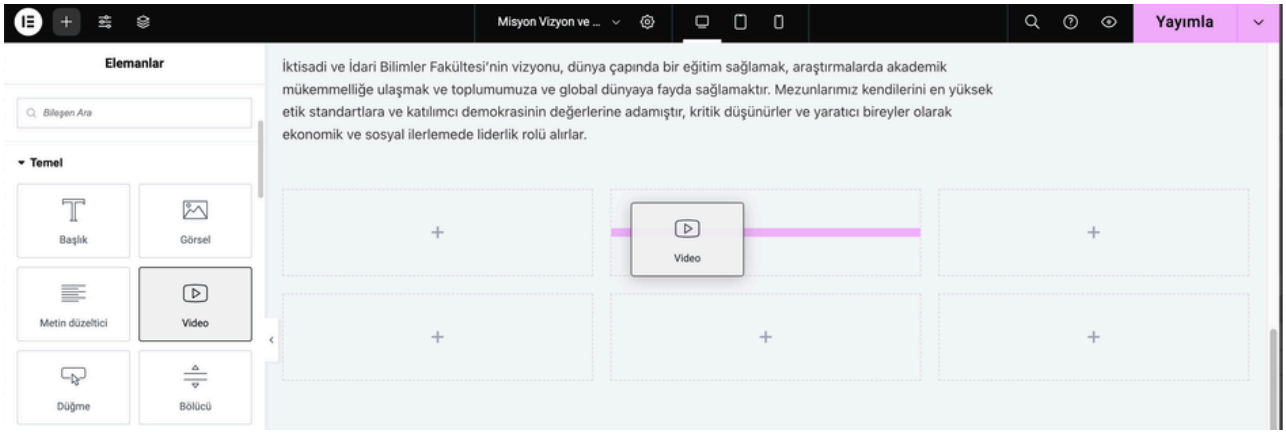 Misyon Vizyon ve ...
Yayımla
Elemanlar
Bileşen Ara
Temel
Başlık
Görsel
Metin düzeltici
Video
Düğme
Bölücü
İktisadi ve İdari Bilimler Fakültesi'nin vizyonu, dünya çapında bir eğitim sağlamak, araştırmalarda akademik
mükemmelliğe ulaşmak ve toplumumuza ve global dünyaya fayda sağlamaktır. Mezunlarımız kendilerini en yüksek
etik standartlara ve katılımcı demokrasinin değerlerine adamıştır, kritik düşünürler ve yaratıcı bireyler olarak
ekonomik ve sosyal ilerlemede liderlik rolü alırlar.
Video